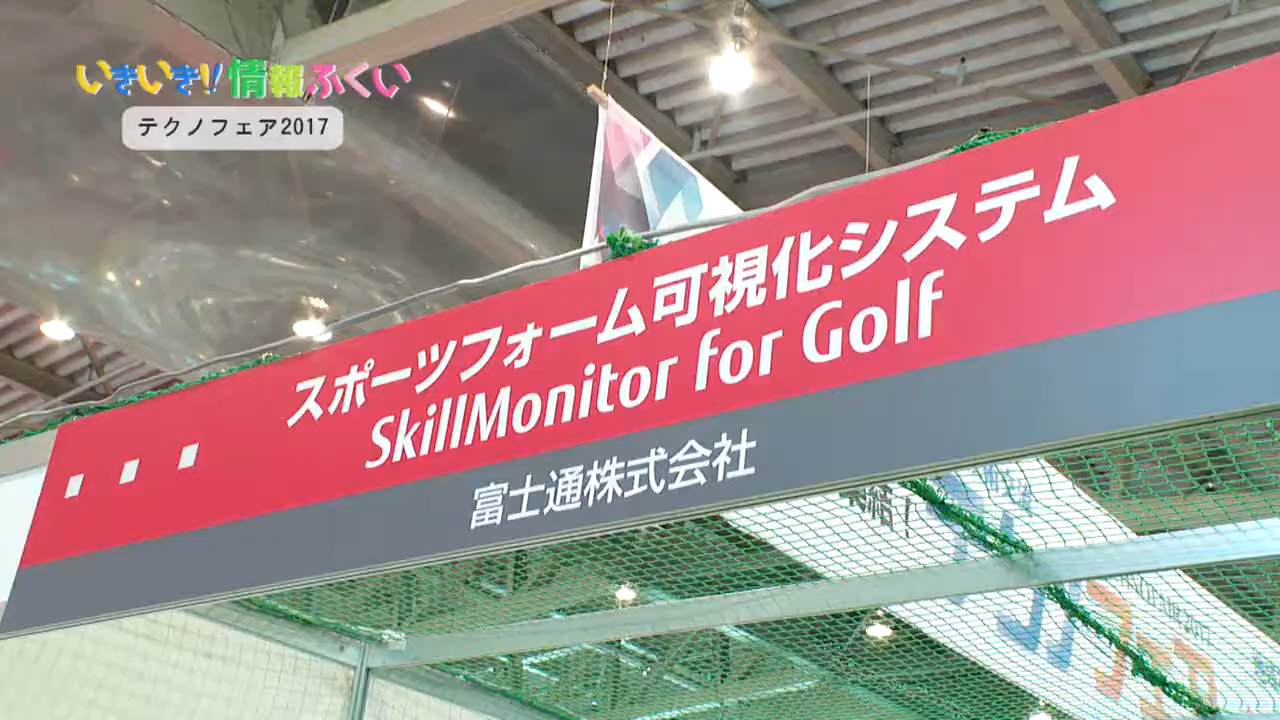 いきいき!! 情報ふくい
テクノフェア2017
スポーツフォーム可視化システム
SkillMonitor for Golf
富士通株式会社